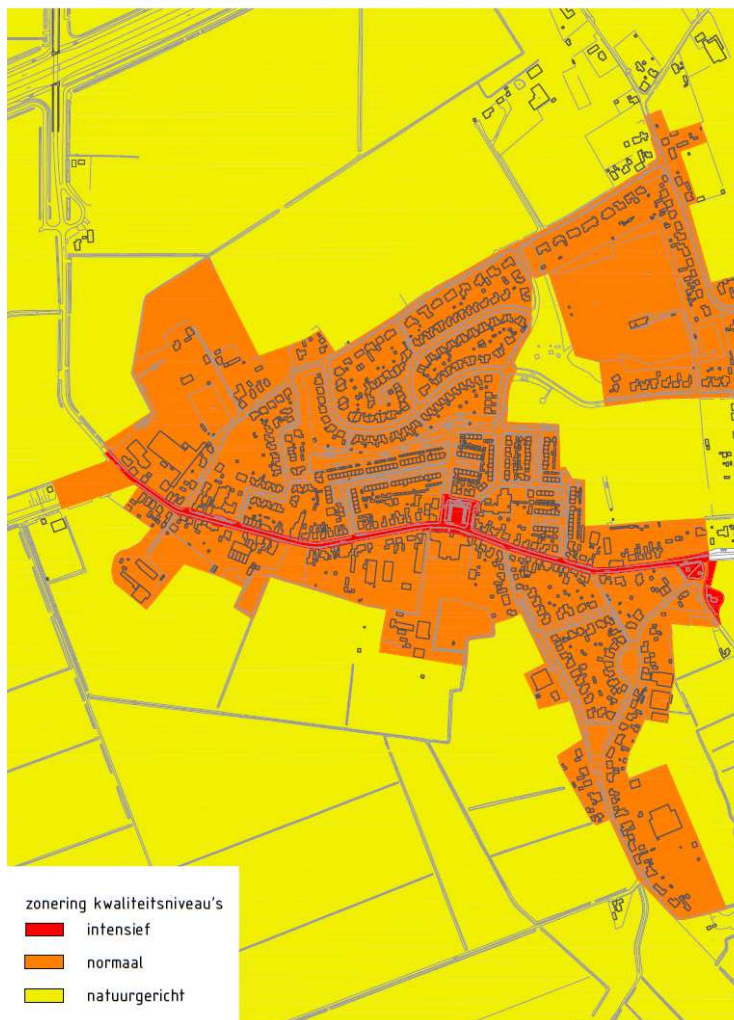 zonering kwaliteitsniveau's
intensief
normaal
natuurgericht